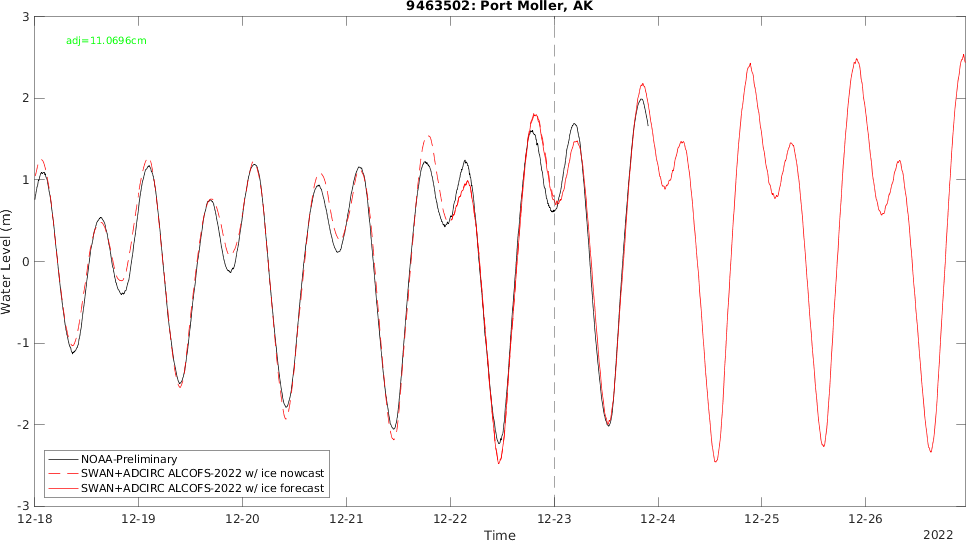 9463502: Port Moller, AK
adj=11.0696cm
3
2
1
0
-1
-2
-3
Water Level (m)
NOAA-Preliminary
SWAN+ADCIRC ALCOFS-2022 w/ ice nowcast
SWAN+ADCIRC ALCOFS-2022 w/ ice forecast
12-18 12-19 12-20 12-21 12-22 12-23 12-24 12-25 12-26
Time
2022